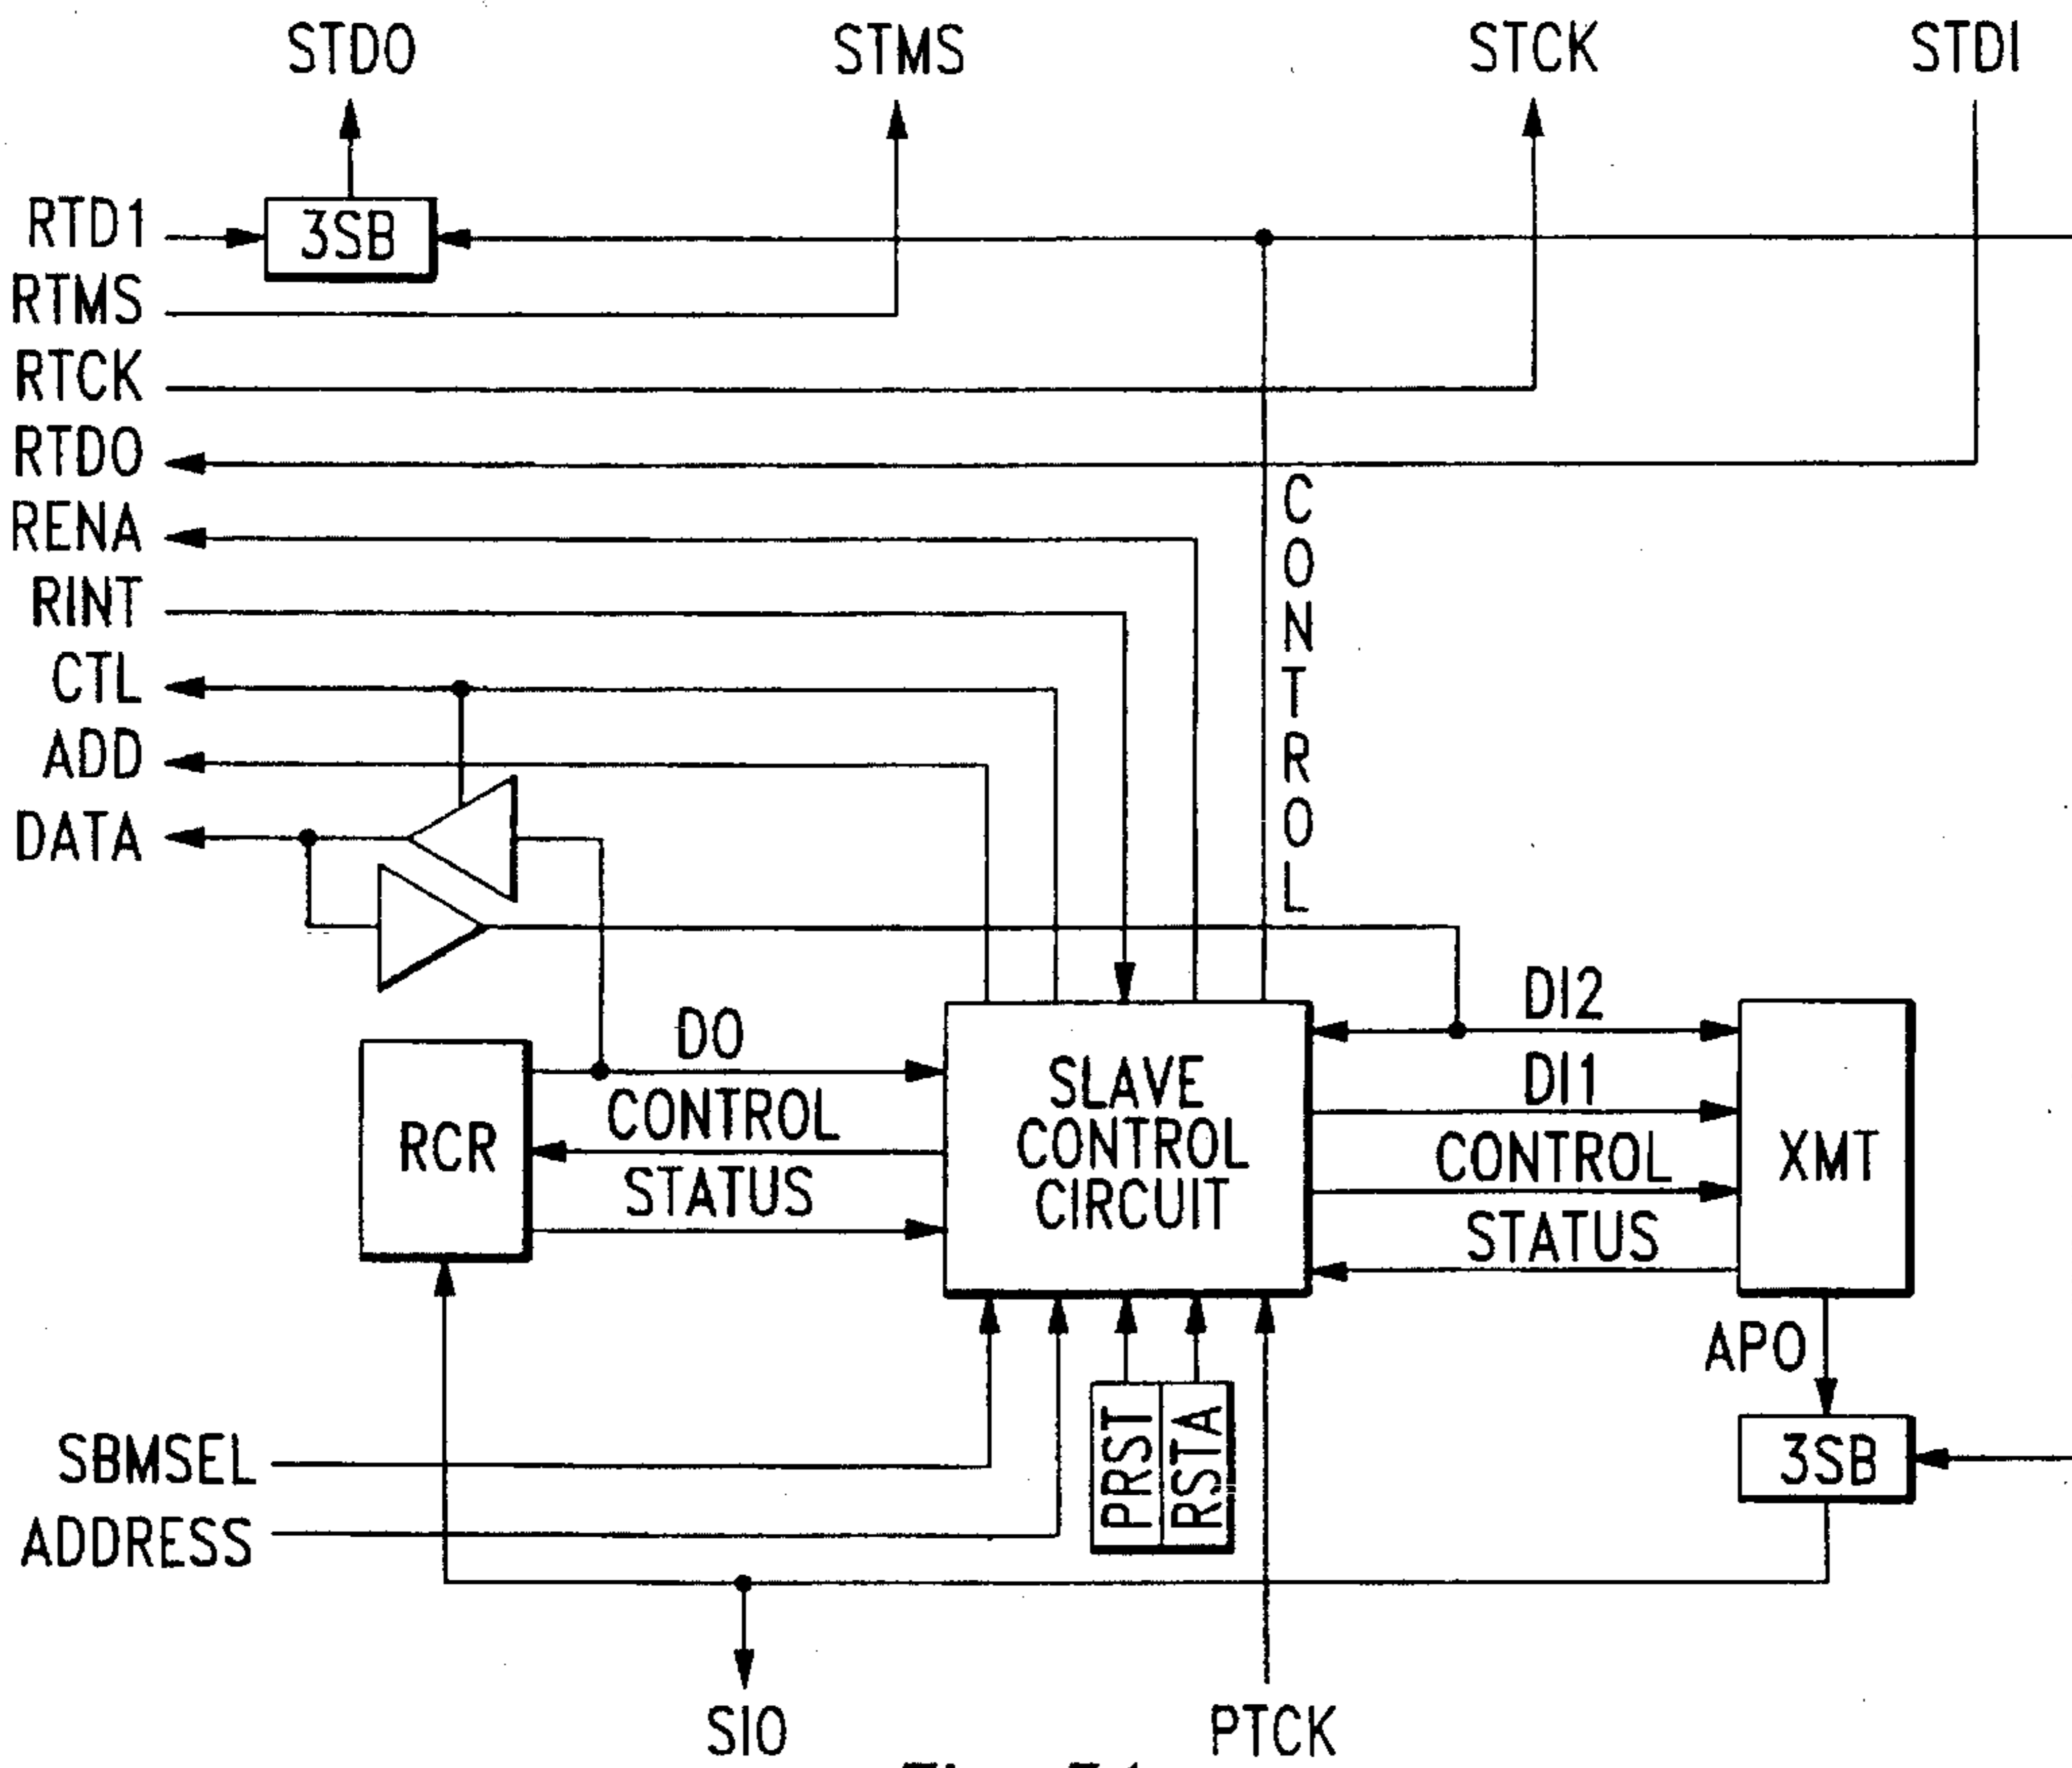 STDO
STMS
STCK
STDI
RTD1
3SB
RTMS
RTCK
RTDO
RENA
RINT
CTL
ADD
DATA
CONTROL
DO
CONTROL
STATUS
RCR
SLAVE
CONTROL
CIRCUIT
DI2
DI1
CONTROL
STATUS
XMT
APO
3SB
PRST
RSTA
SBMSEL
ADDRESS
SIO
PTCK